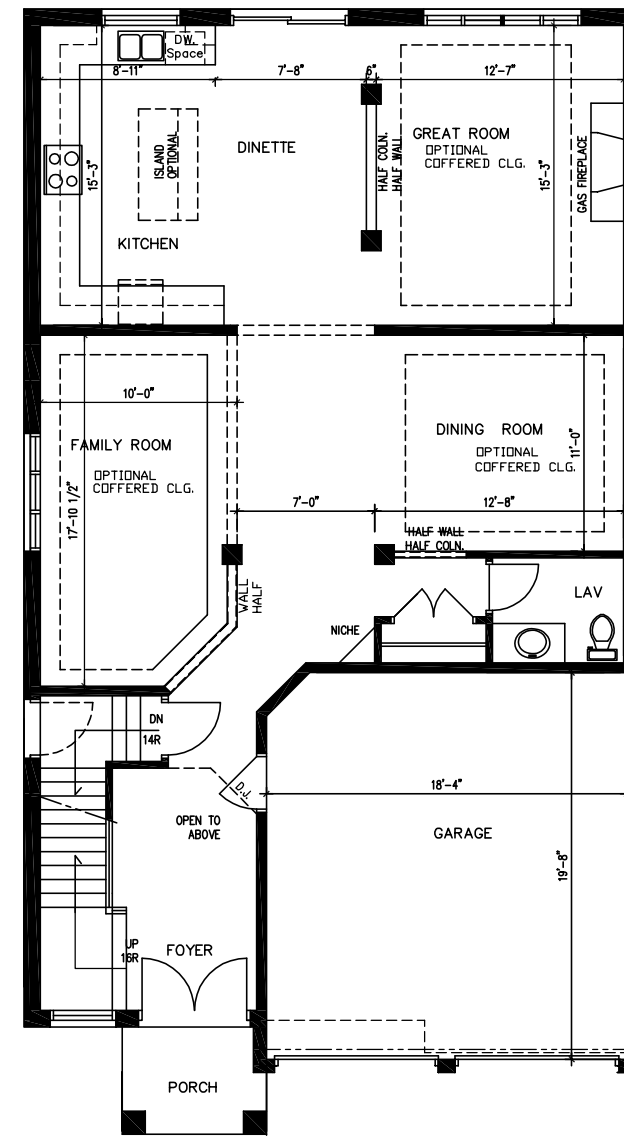 DW.
Space
8'-11"
7'-8"
6"
12'-7"
ISLAND
OPTIONAL
DINETTE
HALF COLN.
HALF WALL
GREAT ROOM
OPTIONAL
COFFERED CLG.
15'-3"
15'-3"
GAS FIREPLACE
KITCHEN
10'-0"
FAMILY ROOM
OPTIONAL
COFFERED CLG.
17'-10 1/2"
DINING ROOM
OPTIONAL
COFFERED CLG.
11'-0"
7'-0"
12'-8"
HALF WALL
HALF COLN.
WALL
HALF
LAV
NICHE
DN
14R
D.J.
OPEN TO
ABOVE
18'-4"
GARAGE
19'-8"
UP
16R
FOYER
PORCH